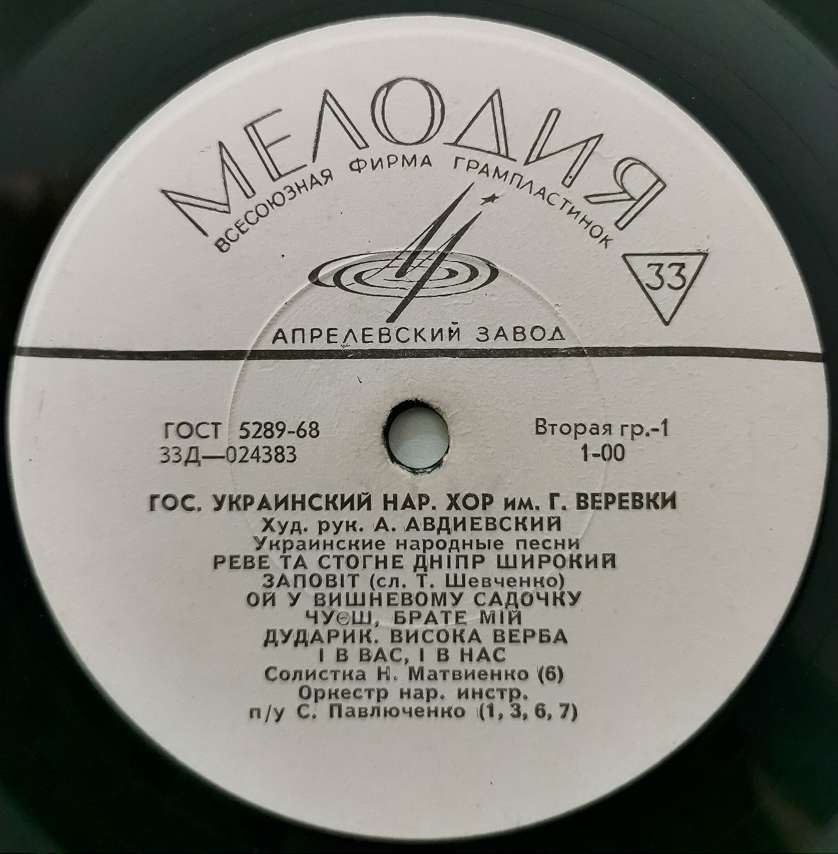 МЕЛОДИЯ
ВСЕСОЮЗНАЯ ФИРМА ГРАМПЛАСТИНОК
33
АПРЕЛЕВСКИЙ ЗАВОД
ГОСТ 5289-68
Вторая гр.-1
33Д—024383
1-00
ГОС. УКРАИНСКИЙ НАР. ХОР им. Г. ВЕРЕВКИ
Худ. рук. А. АВДИЕВСКИЙ
Украинские народные песни
РЕВЕ ТА СТОГНЕ ДНІПР ШИРОКИЙ
ЗАПОВІТ (сл. Т. Шевченко)
ОЙ У ВИШНЕВОМУ САДОЧКУ
ЧУЄШ, БРАТЕ МІЙ
ДУДАРИК. ВИСОКА ВЕРБА
І В ВАС, І В НАС
Солистка Н. Матвиенко (6)
Оркестр нар. инстр.
п/у С. Павлюченко (1, 3, 6, 7)